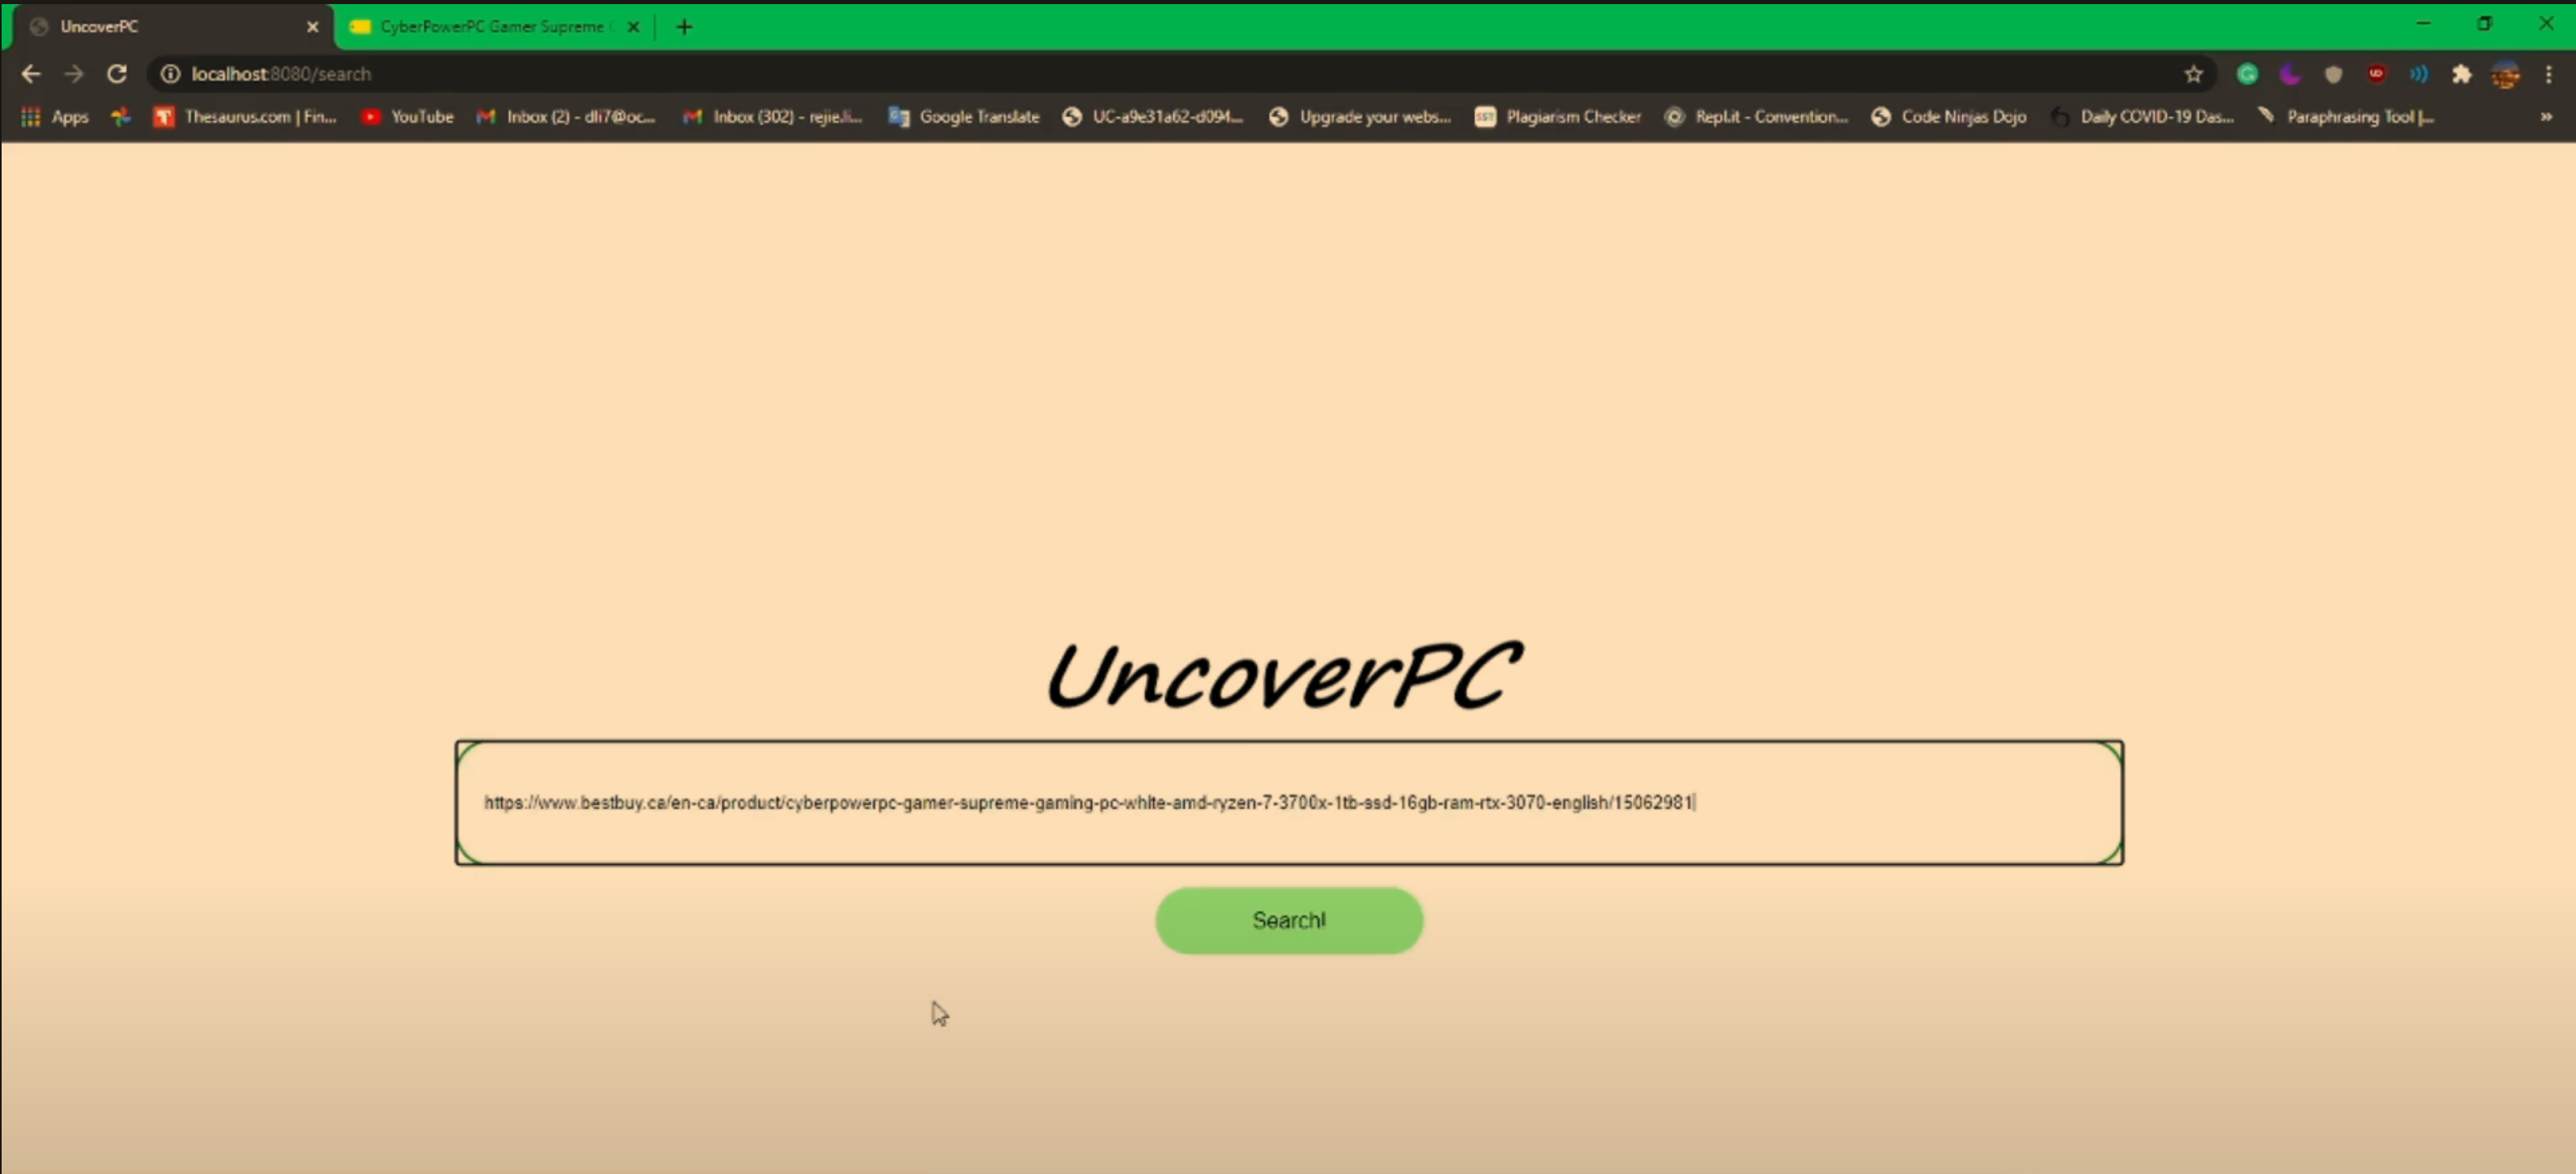 UncoverPC
CyberPowerPC Gamer Supreme
localhost:8080/search
Apps
Thesaurus.com | Fin...
YouTube
Inbox (2) - dli7@oc...
Inbox (302) - rejie.li...
Google Translate
UC-a9e31a62-d094...
Upgrade your webs...
SST
Plagiarism Checker
Repl.it - Convention...
Code Ninjas Dojo
Daily COVID-19 Das...
Paraphrasing Tool |...
UncoverPC
https://www.bestbuy.ca/en-ca/product/cyberpowerpc-gamer-supreme-gaming-pc-white-amd-ryzen-7-3700x-1tb-ssd-16gb-ram-rtx-3070-english/15062981
Search!